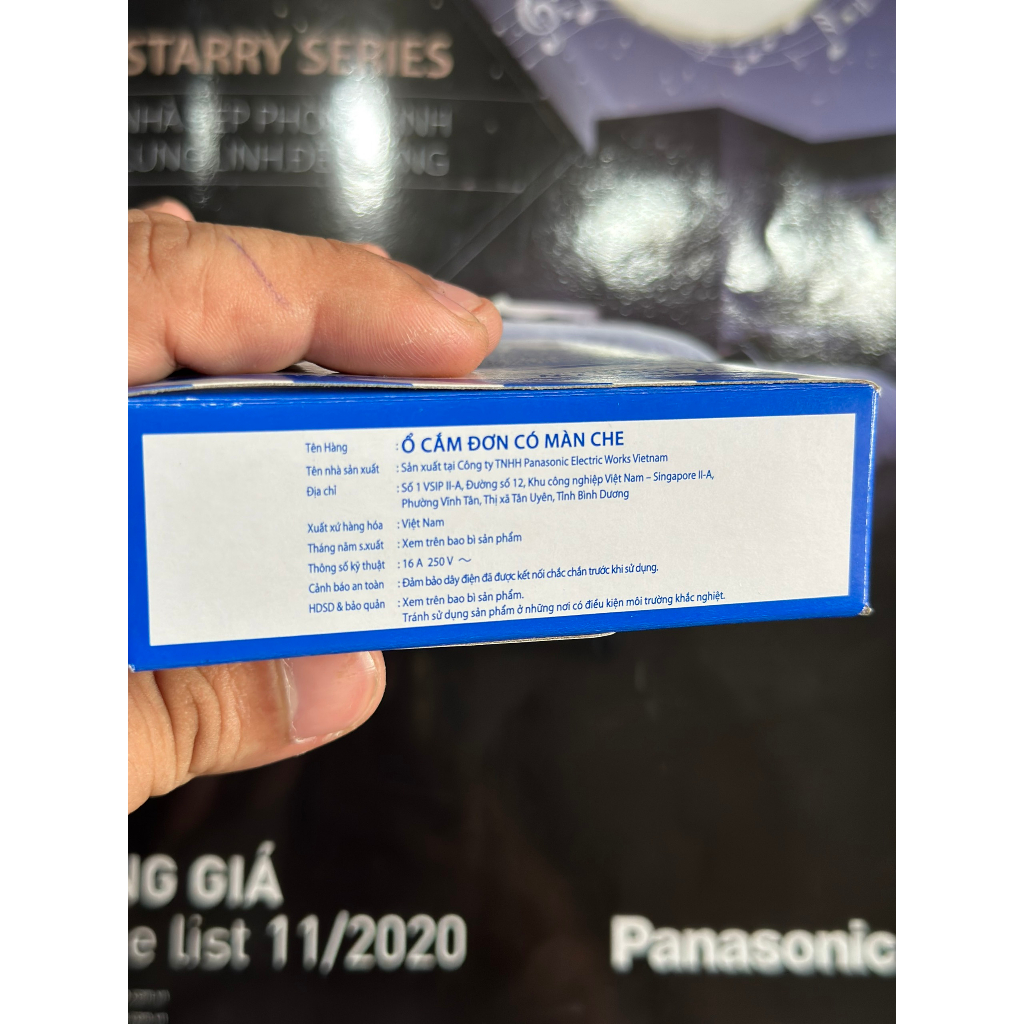 STARRY SERIES
Tên Hàng : Ổ CẮM ĐƠN CÓ MÀN CHE
Tên nhà sản xuất : Sản xuất tại Công ty TNHH Panasonic Electric Works Vietnam
Địa chỉ : Số 1 VSIP II-A, Đường số 12, Khu công nghiệp Việt Nam – Singapore II-A,
Phường Vĩnh Tân, Thị xã Tân Uyên, Tỉnh Bình Dương
Xuất xứ hàng hóa : Việt Nam
Tháng năm s.xuất : Xem trên bao bì sản phẩm
Thông số kỹ thuật : 16 A 250 V ～
Cảnh báo an toàn : Đảm bảo dây điện đã được kết nối chắc chắn trước khi sử dụng.
HDSD & bảo quản : Xem trên bao bì sản phẩm.
Tránh sử dụng sản phẩm ở những nơi có điều kiện môi trường khắc nghiệt.
NG GIÁ
e list 11/2020
Panasonic